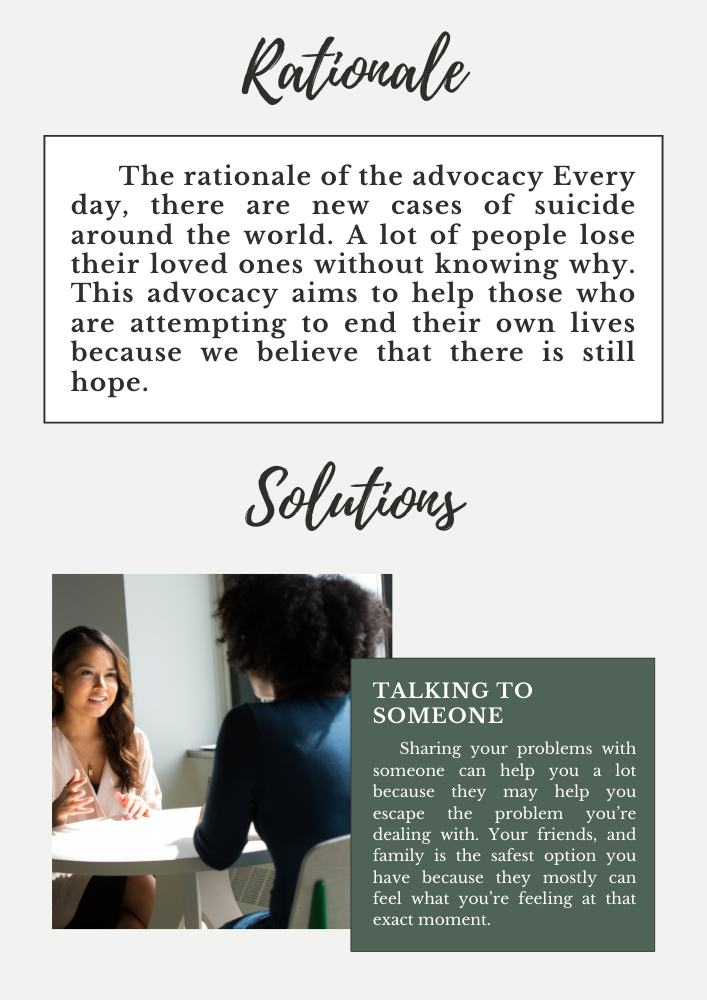 Rationale
The rationale of the advocacy Every
day, there are new cases of suicide
around the world. A lot of people lose
their loved ones without knowing why.
This advocacy aims to help those who
are attempting to end their own lives
because we believe that there is still
hope.
Solutions
TALKING TO
SOMEONE
Sharing your problems with
someone can help you a lot
because they may help you
escape the problem you’re
dealing with. Your friends, and
family is the safest option you
have because they mostly can
feel what you’re feeling at that
exact moment.